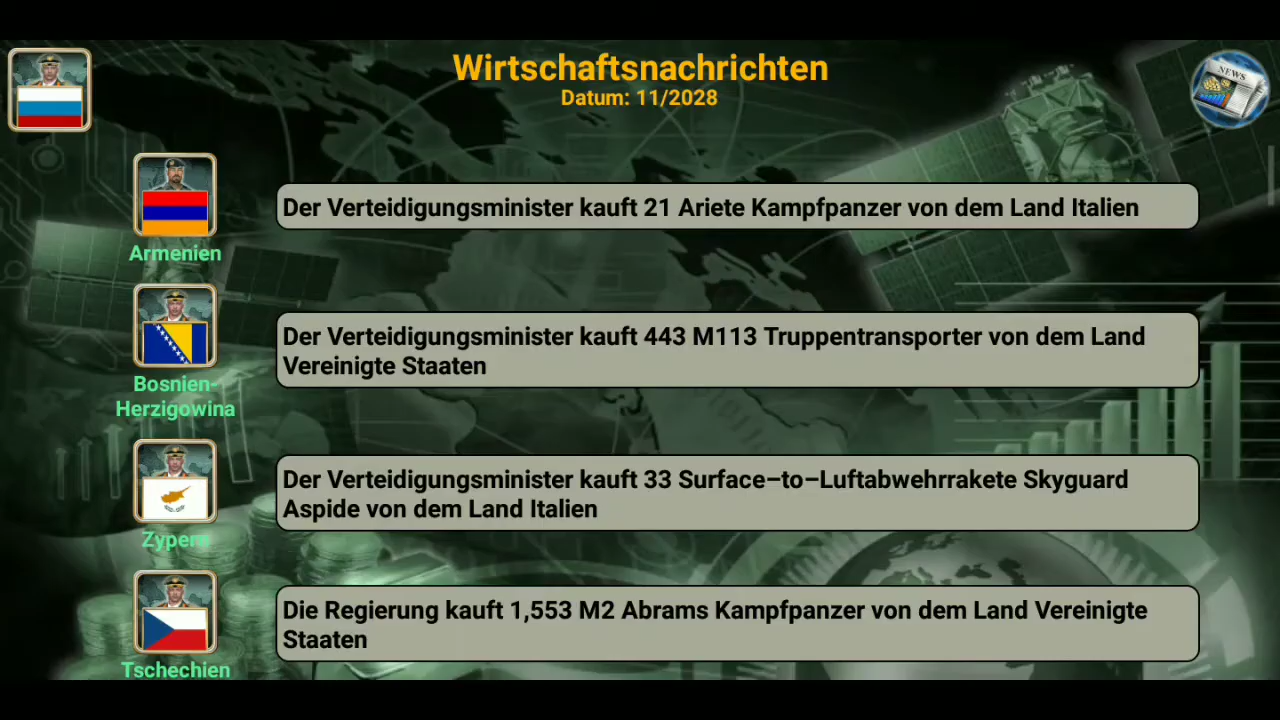 Wirtschaftsnachrichten
Datum: 11/2028
NEWS
Der Verteidigungsminister kauft 21 Ariete Kampfpanzer von dem Land Italien
Armenien
Der Verteidigungsminister kauft 443 M113 Truppentransporter von dem Land
Vereinigte Staaten
Bosnien-
Herzigowina
Der Verteidigungsminister kauft 33 Surface–to–Luftabwehrrakete Skyguard
Aspide von dem Land Italien
Zypern
Die Regierung kauft 1,553 M2 Abrams Kampfpanzer von dem Land Vereinigte
Staaten
Tschechien